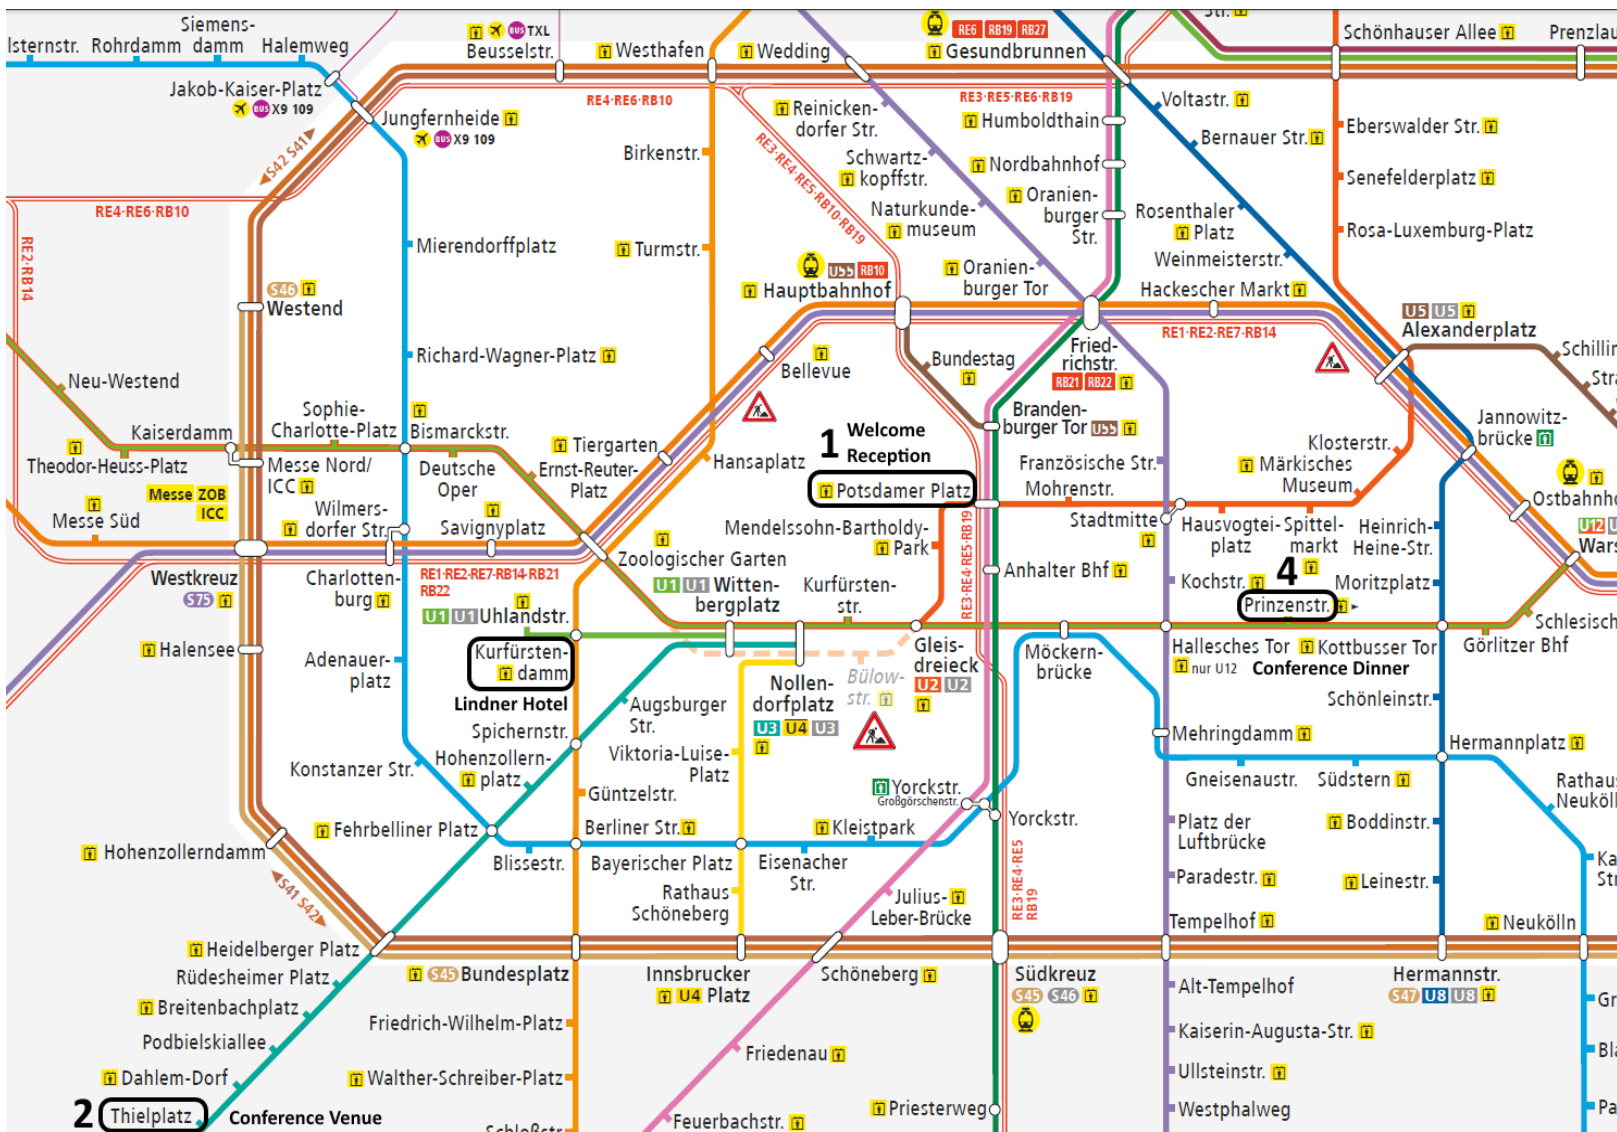 Siemens-
lsternstr. Rohrdamm damm Halemweg
Jakob-Kaiser-Platz
BUS X9 109
BUS TXL
Beusselstr.
Westhafen
Wedding
RE6 RB19 RB27
Gesundbrunnen
Str.
Schönhauser Allee
Prenzlau
Jungfernheide
BUS X9 109
S42 S41
RE4·RE6·RB10
RE3·RE5·RE6·RB19
Reinicken-
dorfer Str.
Humboldthain
Voltastr.
Bernauer Str.
Eberswalder Str.
Birkenstr.
RE3·RE4·RE5·RB10·RB19
Schwartz-
kopffstr.
Nordbahnhof
Senefelderplatz
RE4·RE6·RB10
Naturkunde-
museum
Oranien-
burger
Str.
Rosenthaler
Platz
Rosa-Luxemburg-Platz
RE2·RB14
Mierendorffplatz
Turmstr.
Weinmeisterstr.
U55 RB10
Hauptbahnhof
Oranien-
burger Tor
Hackescher Markt
S46
Westend
RE1·RE2·RE7·RB14
U5 U5
Alexanderplatz
Richard-Wagner-Platz
Bellevue
Bundestag
Fried-
richstr.
RB21 RB22
Schillin
Stra
Neu-Westend
Sophie-
Charlotte-Platz
Kaiserdamm
Bismarckstr.
Tiergarten
1 Welcome
Reception
Branden-
burger Tor U55
Jannowitz-
brücke
Klosterstr.
Theodor-Heuss-Platz
Messe Nord/
ICC
Deutsche
Oper
Ernst-Reuter-
Platz
Hansaplatz
Französische Str.
Märkisches
Museum
Messe ZOB
ICC
Potsdamer Platz
Mohrenstr.
Ostbahnho
Messe Süd
Wilmers-
dorfer Str.
Savignyplatz
Mendelssohn-Bartholdy-
Park
Stadtmitte
Hausvogtei-
platz
Spittel-
markt
Heinrich-
Heine-Str.
U12 U
Wars
Zoologischer Garten
RE3·RE4·RE5·RB19
Westkreuz
S75
Charlotten-
burg
RE1·RE2·RE7·RB14·RB21
RB22
U1 U1 Witten-
bergplatz
Kurfürsten-
str.
Anhalter Bhf
Kochstr.
4
Moritzplatz
U1 U1 Uhlandstr.
Prinzenstr.
Schlesisch
Halensee
Adenauer-
platz
Kurfürsten-
damm
Lindner Hotel
Gleis-
dreieck
U2 U2
Möckern-
brücke
Hallesches Tor
nur U12
Kottbusser Tor
Conference Dinner
Görlitzer Bhf
Nollen-
dorfplatz
U3 U4 U3
Bülow-
str.
Augsburger
Str.
Schönleinstr.
Spichernstr.
Mehringdamm
Hermannplatz
Konstanzer Str.
Hohenzollern-
platz
Viktoria-Luise-
Platz
Gneisenaustr.
Südstern
Rathaus
Neukölln
Güntzelstr.
Yorckstr.
Großgörschenstr.
Fehrbelliner Platz
Berliner Str.
Kleistpark
Yorckstr.
Platz der
Luftbrücke
Boddinstr.
Hohenzollerndamm
Blissestr.
Bayerischer Platz
Eisenacher
Str.
Ka
Str
S41 S42
Rathaus
Schöneberg
Julius-
Leber-Brücke
RE3·RE4·RE5
RB19
Paradestr.
Leinestr.
Tempelhof
Neukölln
Heidelberger Platz
Rüdesheimer Platz
S45 Bundesplatz
Innsbrucker
U4 Platz
Schöneberg
Südkreuz
S45 S46
Hermannstr.
S47 U8 U8
Alt-Tempelhof
Gr
Breitenbachplatz
Friedrich-Wilhelm-Platz
Kaiserin-Augusta-Str.
Podbielskiallee
Friedenau
Bla
Dahlem-Dorf
Walther-Schreiber-Platz
Ullsteinstr.
2 Thielplatz Conference Venue
Schloßstr.
Feuerbachstr.
Priesterweg
Westphalweg
Pa